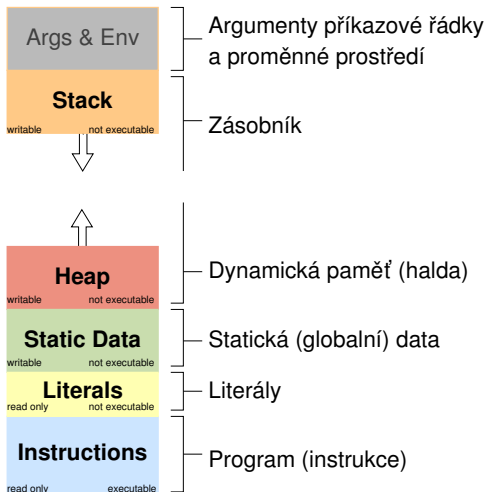 Args & Env
Argumenty příkazové řádky
a proměnné prostředí
Stack
writable not executable
Zásobník
Heap
writable not executable
Dynamická paměť (halda)
Static Data
writable not executable
Statická (globalní) data
Literals
read only not executable
Literály
Instructions
read only executable
Program (instrukce)